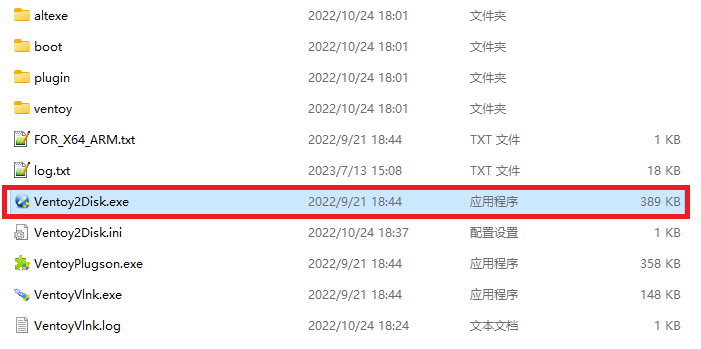 altexe 2022/10/24 18:01 文件夹
boot 2022/10/24 18:01 文件夹
plugin 2022/10/24 18:01 文件夹
ventoy 2022/10/24 18:01 文件夹
FOR_X64_ARM.txt 2022/9/21 18:44 TXT 文件 1 KB
log.txt 2023/7/13 15:08 TXT 文件 18 KB
Ventoy2Disk.exe 2022/9/21 18:44 应用程序 389 KB
Ventoy2Disk.ini 2022/10/24 18:37 配置设置 1 KB
VentoyPlugson.exe 2022/9/21 18:44 应用程序 358 KB
VentoyVlnk.exe 2022/9/21 18:44 应用程序 148 KB
VentoyVlnk.log 2022/10/24 18:24 文本文档 1 KB